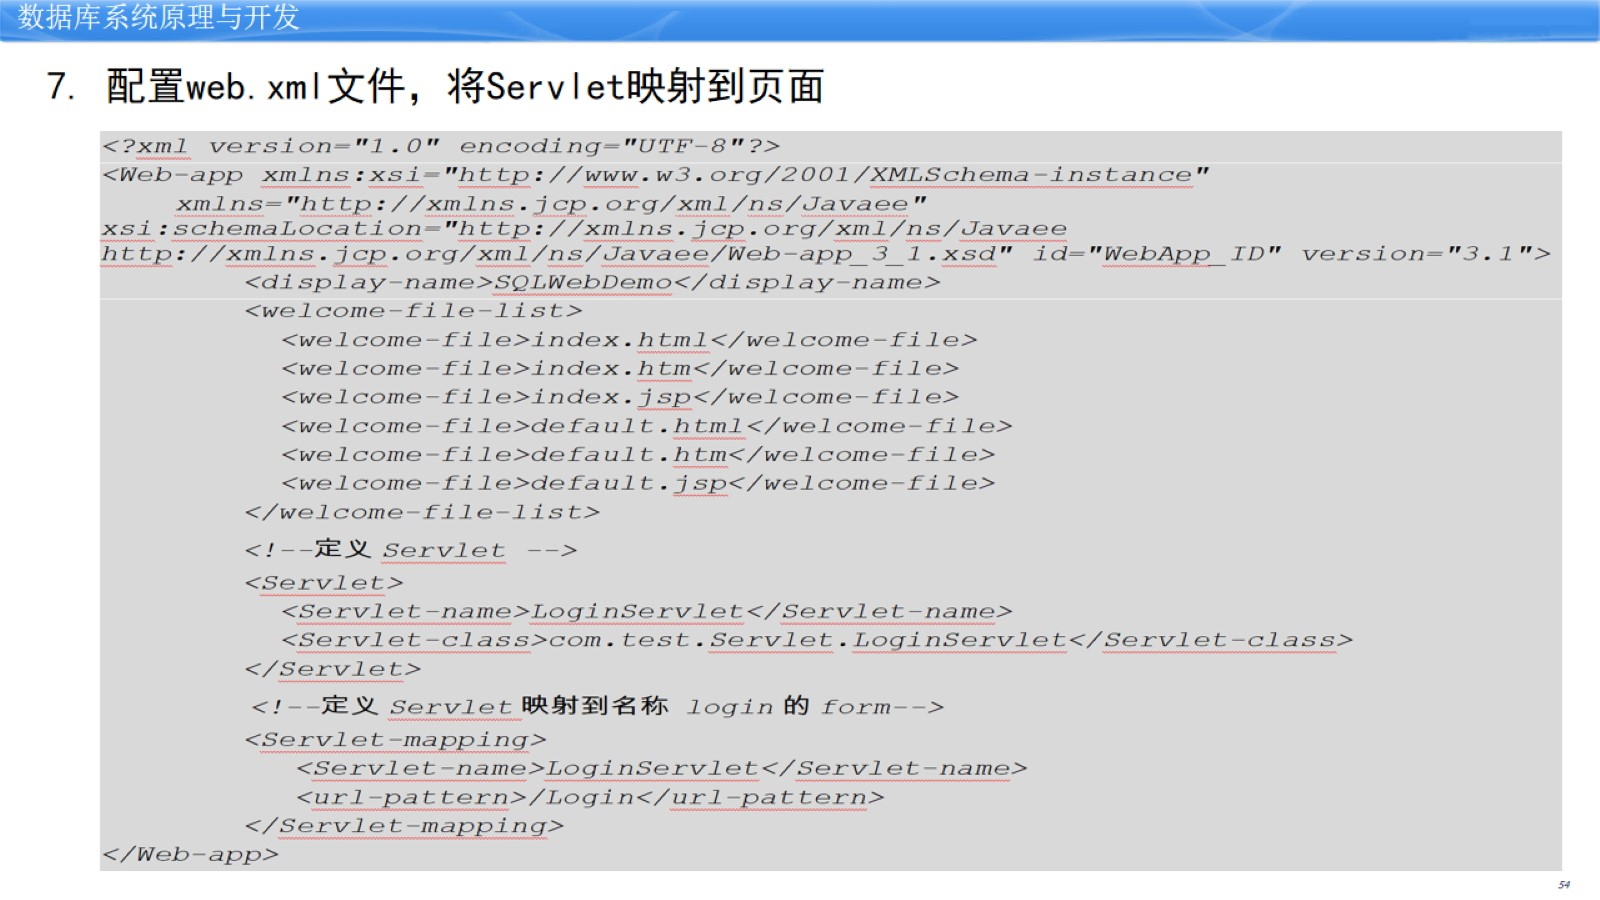 数据库系统原理与开发
7. 配置web.xml文件，将Servlet映射到页面
<?xml version="1.0" encoding="UTF-8"?>
<Web-app xmlns:xsi="http://www.w3.org/2001/XMLSchema-instance"
xmlns="http://xmlns.jcp.org/xml/ns/Javaee"
xsi:schemaLocation="http://xmlns.jcp.org/xml/ns/Javaee
http://xmlns.jcp.org/xml/ns/Javaee/Web-app_3_1.xsd" id="WebApp_ID" version="3.1">
<display-name>SQLWebDemo</display-name>
<welcome-file-list>
<welcome-file>index.html</welcome-file>
<welcome-file>index.htm</welcome-file>
<welcome-file>index.jsp</welcome-file>
<welcome-file>default.html</welcome-file>
<welcome-file>default.htm</welcome-file>
<welcome-file>default.jsp</welcome-file>
</welcome-file-list>
<!--定义 Servlet -->
<Servlet>
<Servlet-name>LoginServlet</Servlet-name>
<Servlet-class>com.test.Servlet.LoginServlet</Servlet-class>
</Servlet>
<!--定义 Servlet 映射到名称 login 的 form-->
<Servlet-mapping>
<Servlet-name>LoginServlet</Servlet-name>
<url-pattern>/Login</url-pattern>
</Servlet-mapping>
</Web-app>
54